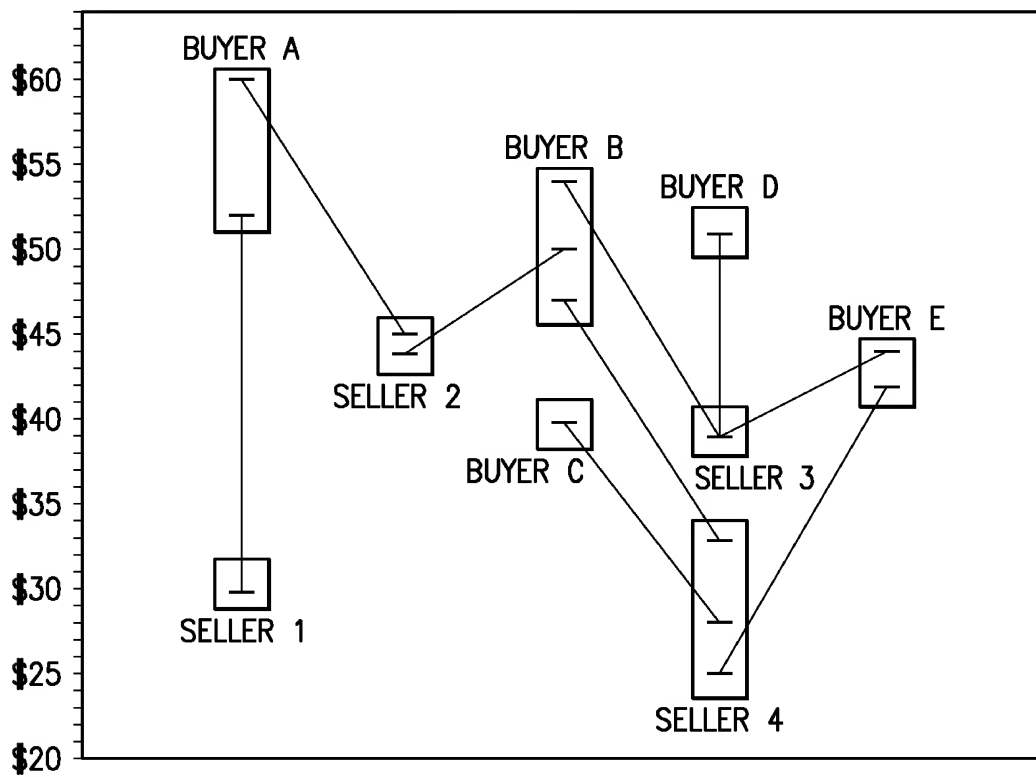 BUYER A
$60
BUYER B
$55
BUYER D
$50
BUYER E
$45
SELLER 2
$40
BUYER C
SELLER 3
$35
$30
SELLER 1
$25
SELLER 4
$20